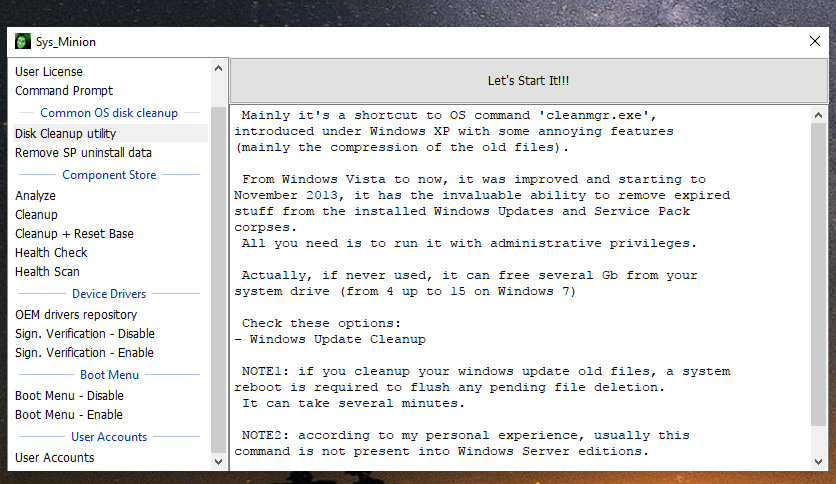 Sys_Minion
User License
Command Prompt
Common OS disk cleanup
Disk Cleanup utility
Remove SP uninstall data
Component Store
Analyze
Cleanup
Cleanup + Reset Base
Health Check
Health Scan
Device Drivers
OEM drivers repository
Sign. Verification - Disable
Sign. Verification - Enable
Boot Menu
Boot Menu - Disable
Boot Menu - Enable
User Accounts
User Accounts
Let's Start It!!!
Mainly it's a shortcut to OS command 'cleanmgr.exe',
introduced under Windows XP with some annoying features
(mainly the compression of the old files).
From Windows Vista to now, it was improved and starting to
November 2013, it has the invaluable ability to remove expired
stuff from the installed Windows Updates and Service Pack
corpses.
All you need is to run it with administrative privileges.
Actually, if never used, it can free several Gb from your
system drive (from 4 up to 15 on Windows 7)
Check these options:
- Windows Update Cleanup
NOTE1: if you cleanup your windows update old files, a system
reboot is required to flush any pending file deletion.
It can take several minutes.
NOTE2: according to my personal experience, usually this
command is not present into Windows Server editions.